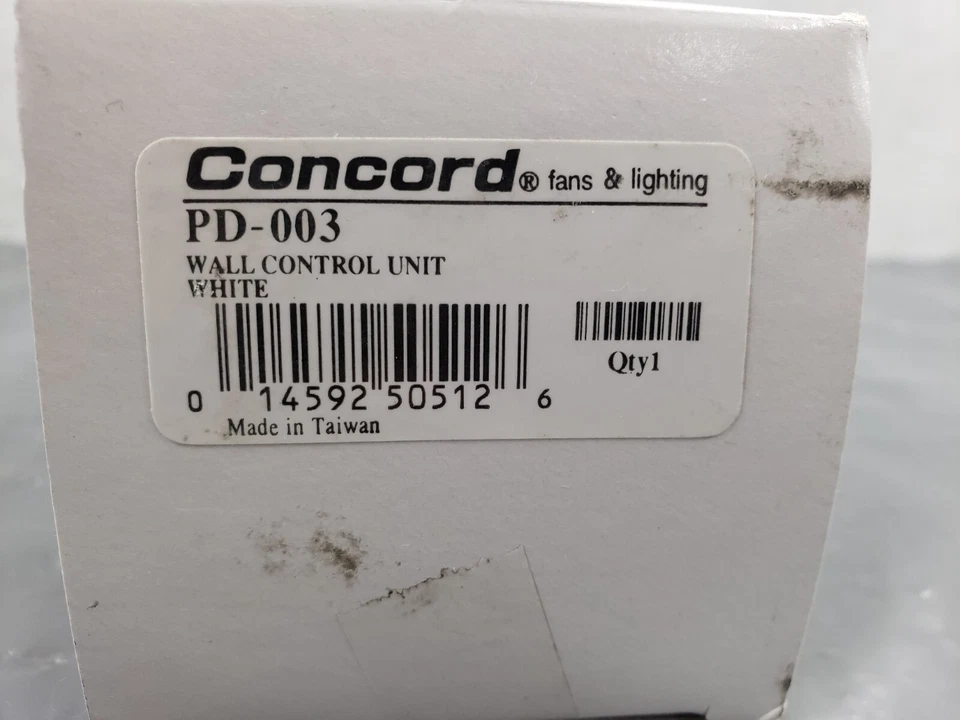 Concord® fans & lighting
PD-003
WALL CONTROL UNIT
WHITE
Qty1
0 14592 50512 6
Made in Taiwan